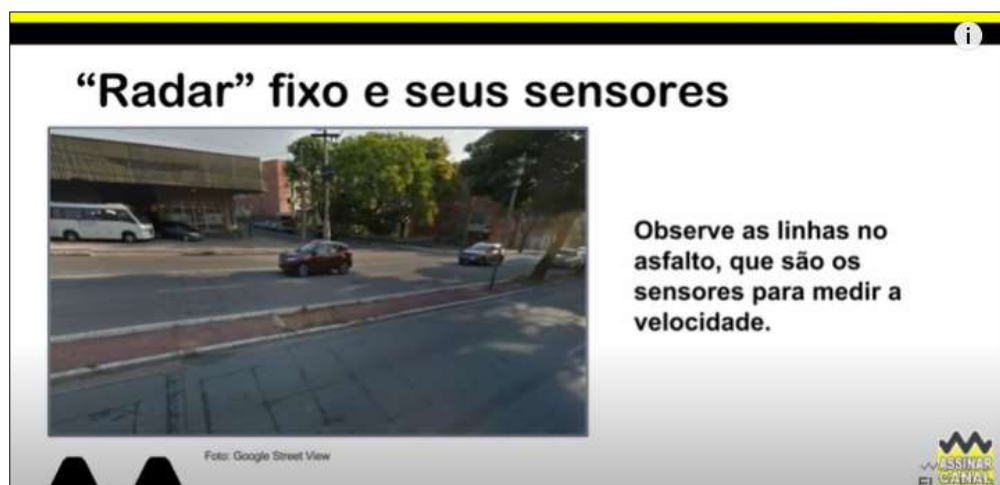 i
“Radar” fixo e seus sensores
Observe as linhas no
asfalto, que são os
sensores para medir a
velocidade.
Foto: Google Street View
ASSINAR
CANAL